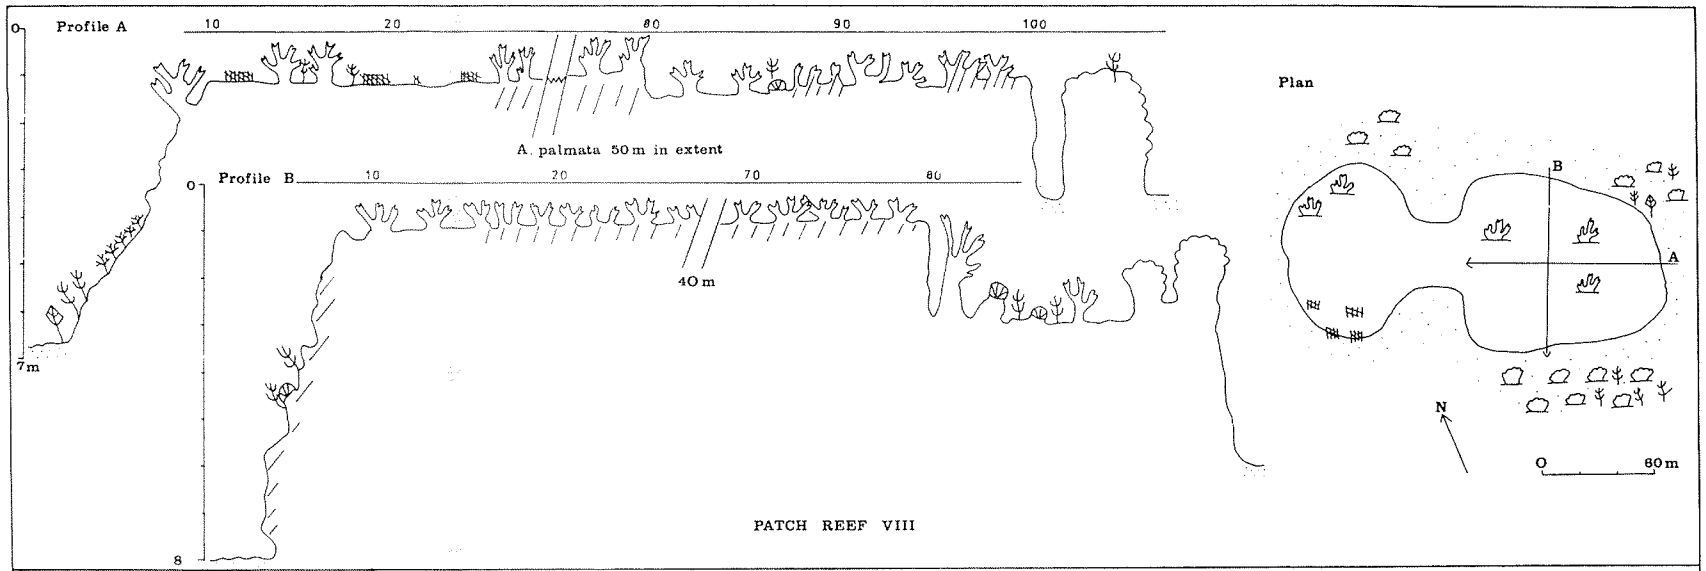 0 Profile A 10 20 80 90 100
A. palmata 50m in extent
7m
0 Profile B 10 20 70 80
40m
8
PATCH REEF VIII
Plan
B
A
N
O 60m